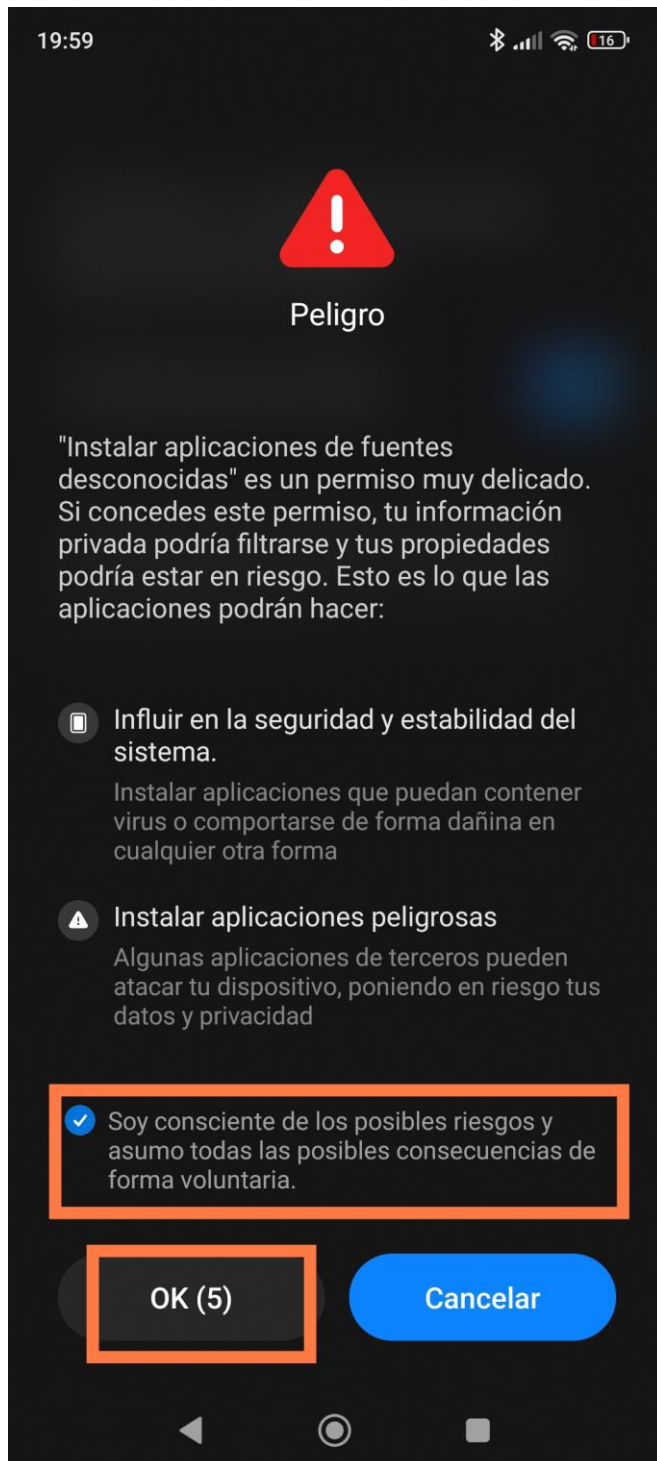 19:59
16
Peligro
"Instalar aplicaciones de fuentes
desconocidas" es un permiso muy delicado.
Si concedes este permiso, tu información
privada podría filtrarse y tus propiedades
podría estar en riesgo. Esto es lo que las
aplicaciones podrán hacer:
Influir en la seguridad y estabilidad del
sistema.
Instalar aplicaciones que puedan contener
virus o comportarse de forma dañina en
cualquier otra forma
Instalar aplicaciones peligrosas
Algunas aplicaciones de terceros pueden
atacar tu dispositivo, poniendo en riesgo tus
datos y privacidad
Soy consciente de los posibles riesgos y
asumo todas las posibles consecuencias de
forma voluntaria.
OK (5)
Cancelar